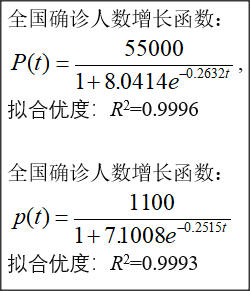 全国确诊人数增长函数：
P(t) = 55000 / (1+8.0414e^{-0.2632t}) ,
拟合优度：R²=0.9996
全国确诊人数增长函数：
p(t) = 1100 / (1+7.1008e^{-0.2515t})
拟合优度：R²=0.9993